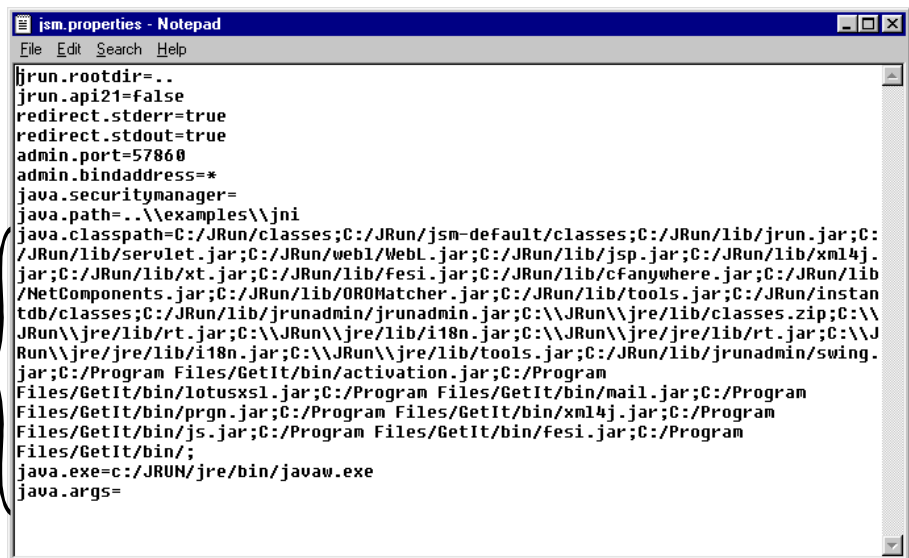 jsm.properties - Notepad
File Edit Search Help
jrun.rootdir=..
jrun.api21=false
redirect.stderr=true
redirect.stdout=true
admin.port=57860
admin.bindaddress=*
java.securitymanager=
java.path=..\\examples\\jni
java.classpath=C:/JRun/classes;C:/JRun/jsm-default/classes;C:/JRun/lib/jrun.jar;C:
/JRun/lib/servlet.jar;C:/JRun/webl/WebL.jar;C:/JRun/lib/jsp.jar;C:/JRun/lib/xml4j.
jar;C:/JRun/lib/xt.jar;C:/JRun/lib/fesi.jar;C:/JRun/lib/cfanywhere.jar;C:/JRun/lib
/NetComponents.jar;C:/JRun/lib/OROMatcher.jar;C:/JRun/lib/tools.jar;C:/JRun/instan
tdb/classes;C:/JRun/lib/jrunadmin/jrunadmin.jar;C:\\JRun\\jre/lib/classes.zip;C:\\
JRun\\jre/lib/rt.jar;C:\\JRun\\jre/lib/i18n.jar;C:\\JRun\\jre/jre/lib/rt.jar;C:\\J
Run\\jre/jre/lib/i18n.jar;C:\\JRun\\jre/lib/tools.jar;C:/JRun/lib/jrunadmin/swing.
jar;C:/Program Files/GetIt/bin/activation.jar;C:/Program
Files/GetIt/bin/lotusxsl.jar;C:/Program Files/GetIt/bin/mail.jar;C:/Program
Files/GetIt/bin/prgn.jar;C:/Program Files/GetIt/bin/xml4j.jar;C:/Program
Files/GetIt/bin/js.jar;C:/Program Files/GetIt/bin/fesi.jar;C:/Program
Files/GetIt/bin/;
java.exe=c:/JRUN/jre/bin/javaw.exe
java.args=